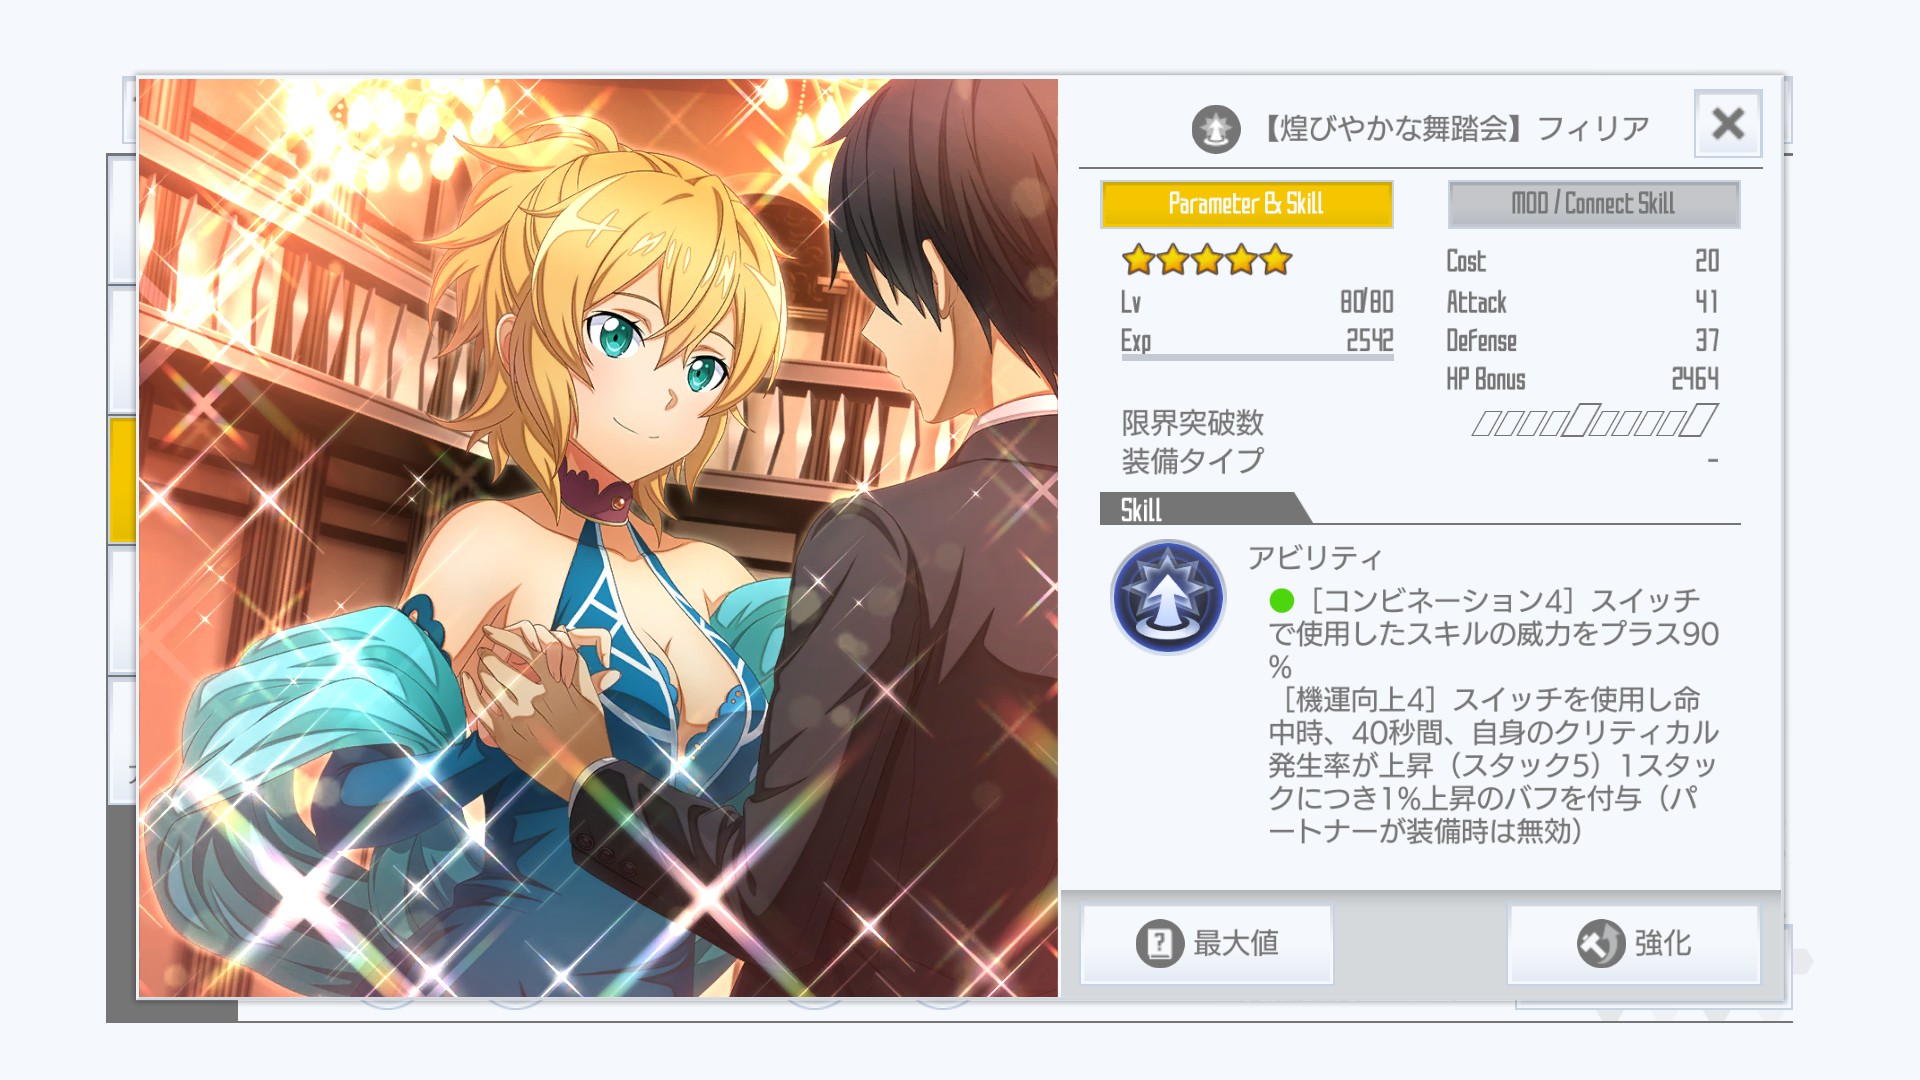 【煌びやかな舞踏会】フィリア
Parameter & Skill
MOD / Connect Skill
Cost 20
Lv 80/80
Attack 41
Exp 2542
Defense 37
HP Bonus 2464
限界突破数
装備タイプ -
Skill
アビリティ
［コンビネーション4］スイッチ
で使用したスキルの威力をプラス90
%
［機運向上4］スイッチを使用し命
中時、40秒間、自身のクリティカル
発生率が上昇（スタック5）1スタッ
クにつき1%上昇のバフを付与（パ
ートナーが装備時は無効）
最大値
強化